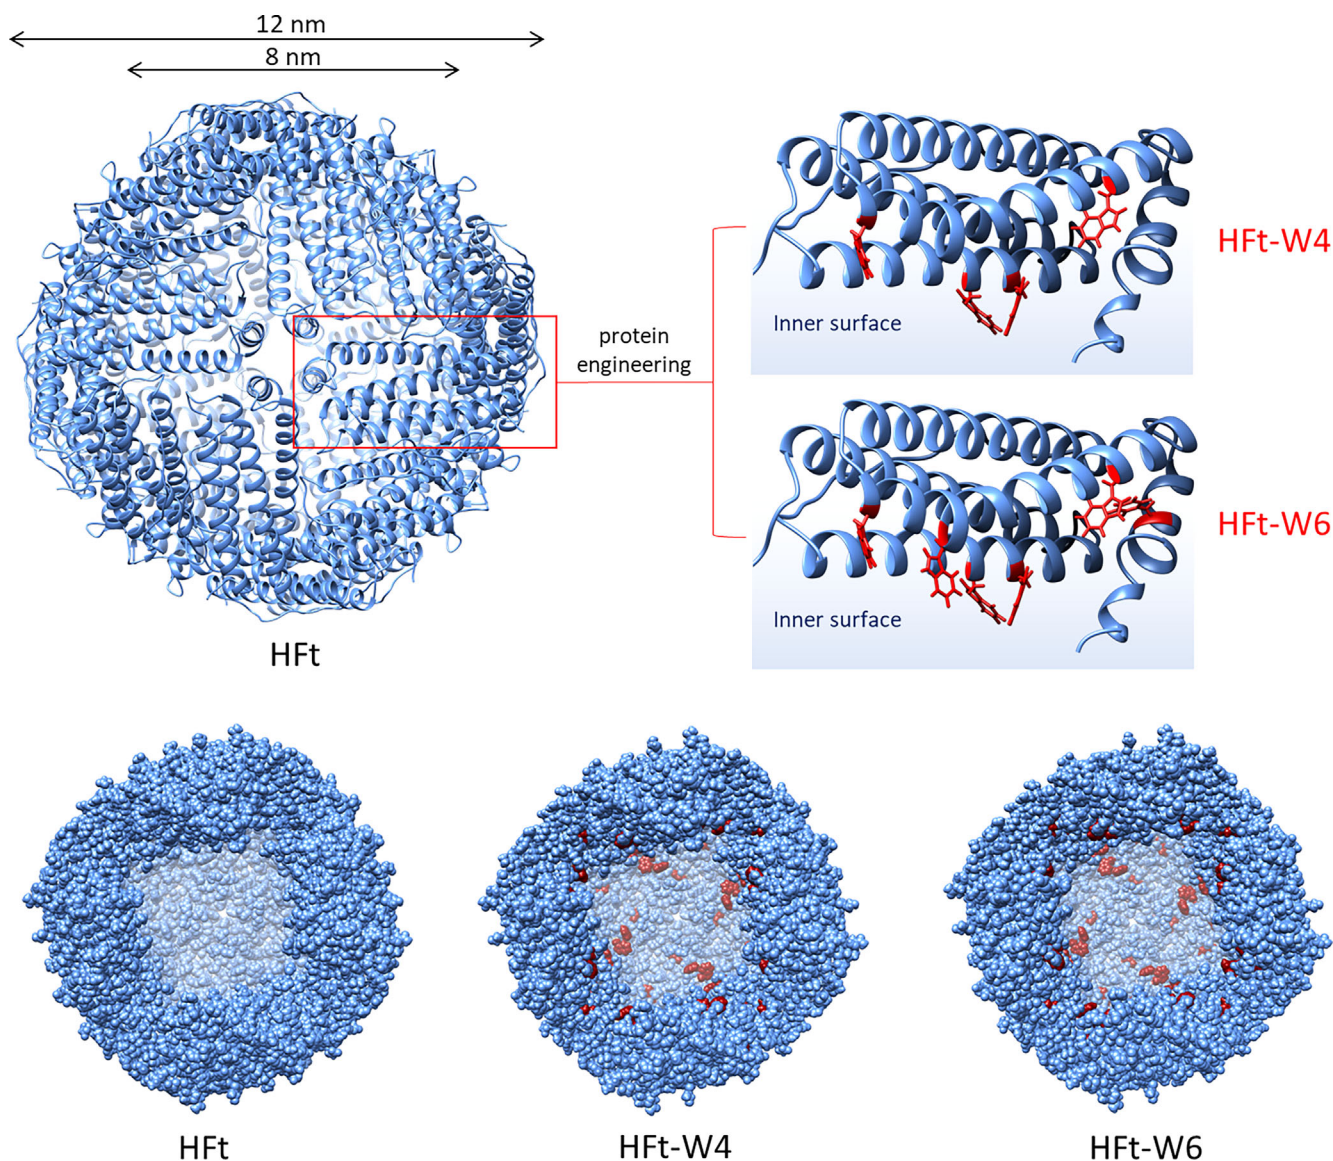 12 nm
8 nm
HFt-W4
Inner surface
protein
engineering
HFt-W6
Inner surface
HFt
HFt
HFt-W4
HFt-W6